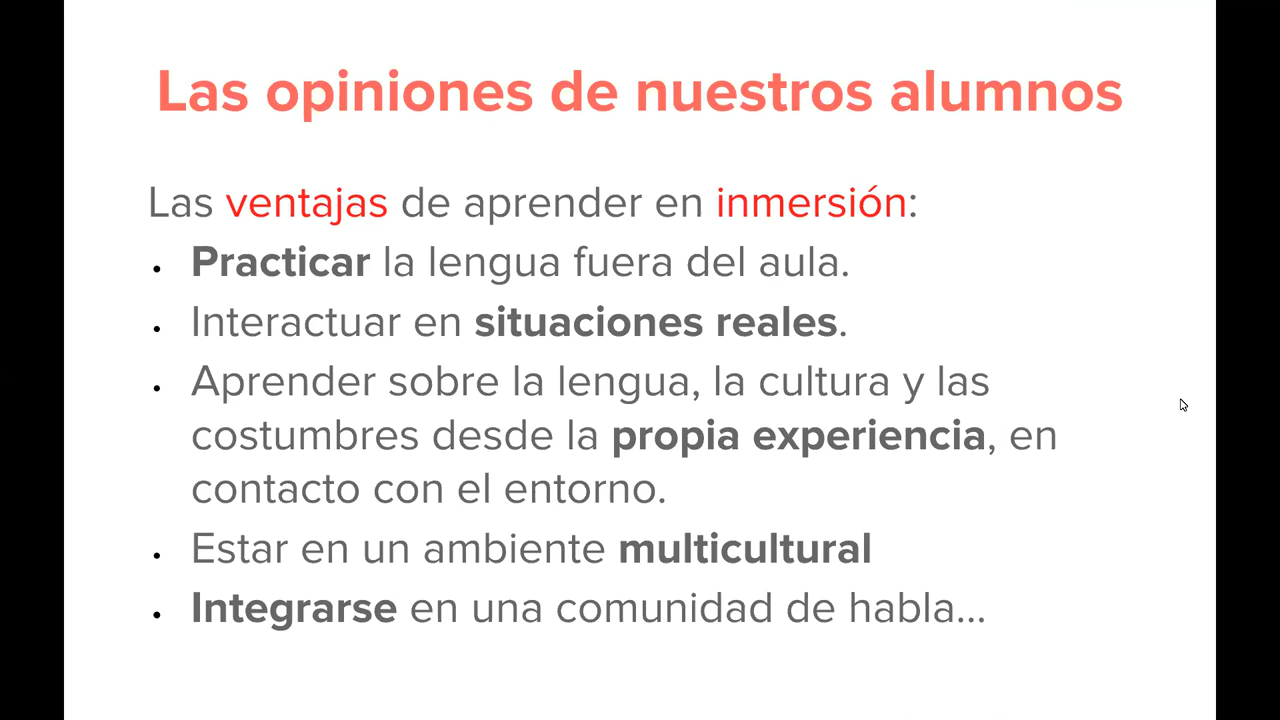 Las opiniones de nuestros alumnos
Las ventajas de aprender en inmersión:
• Practicar la lengua fuera del aula.
• Interactuar en situaciones reales.
• Aprender sobre la lengua, la cultura y las
costumbres desde la propia experiencia, en
contacto con el entorno.
• Estar en un ambiente multicultural
• Integrarse en una comunidad de habla...